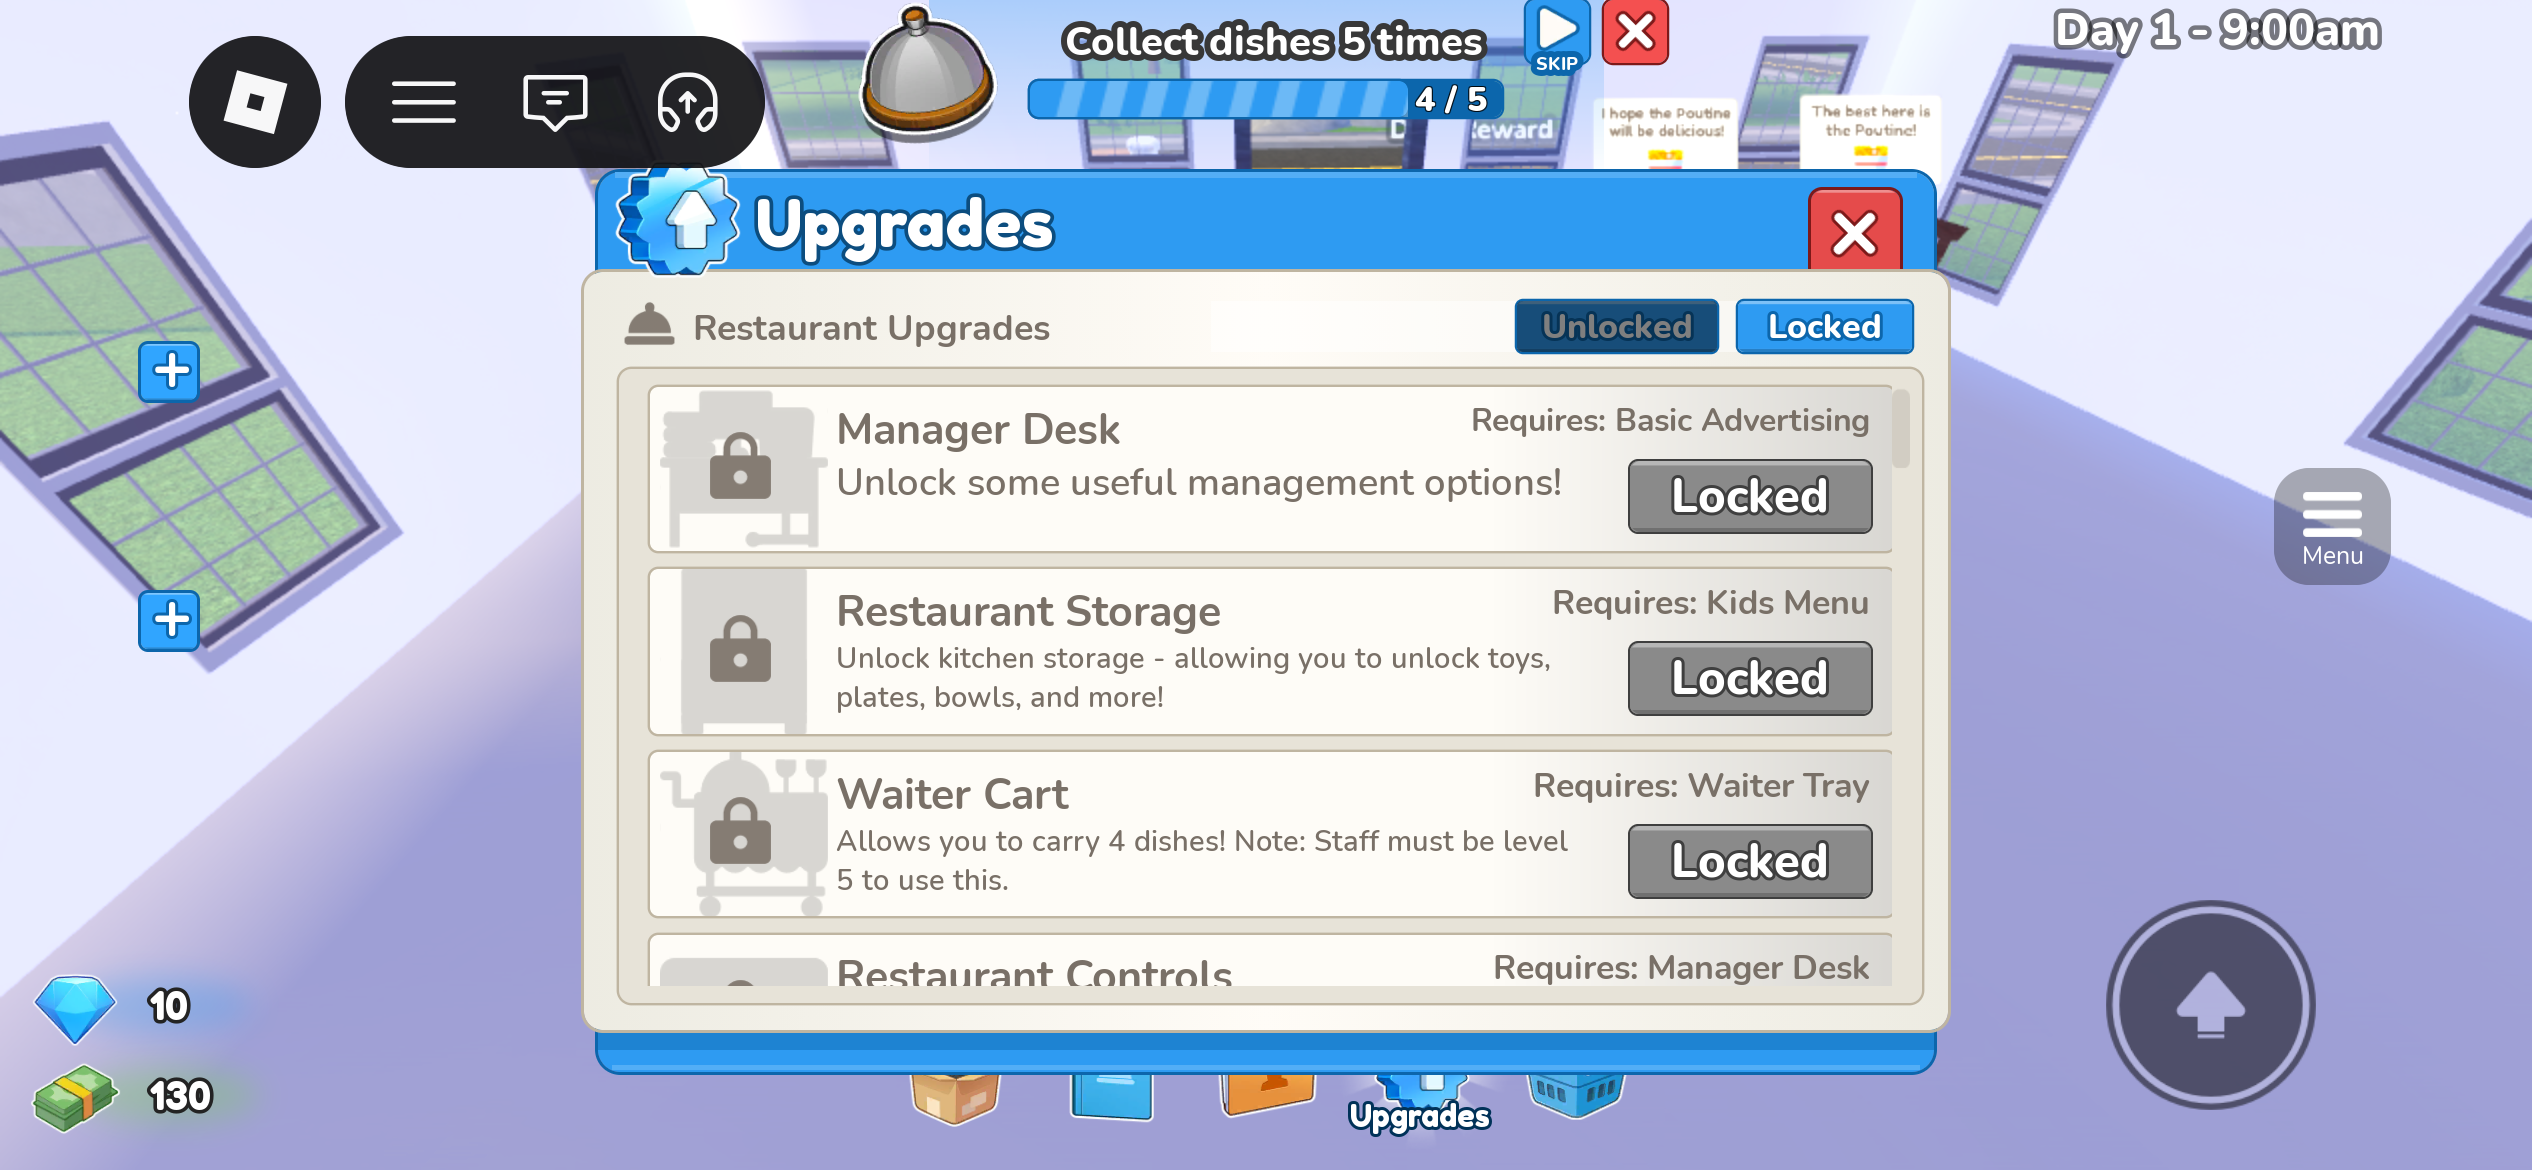 Collect dishes 5 times
SKIP
4 / 5
Day 1 - 9:00am
I hope the Poutine
will be delicious!
The best here is
the Poutine!
Upgrades
Restaurant Upgrades
Unlocked
Locked
Manager Desk
Requires: Basic Advertising
Unlock some useful management options!
Locked
Restaurant Storage
Requires: Kids Menu
Unlock kitchen storage - allowing you to unlock toys,
plates, bowls, and more!
Locked
Waiter Cart
Requires: Waiter Tray
Allows you to carry 4 dishes! Note: Staff must be level
5 to use this.
Locked
Restaurant Controls
Requires: Manager Desk
Menu
10
130
Upgrades